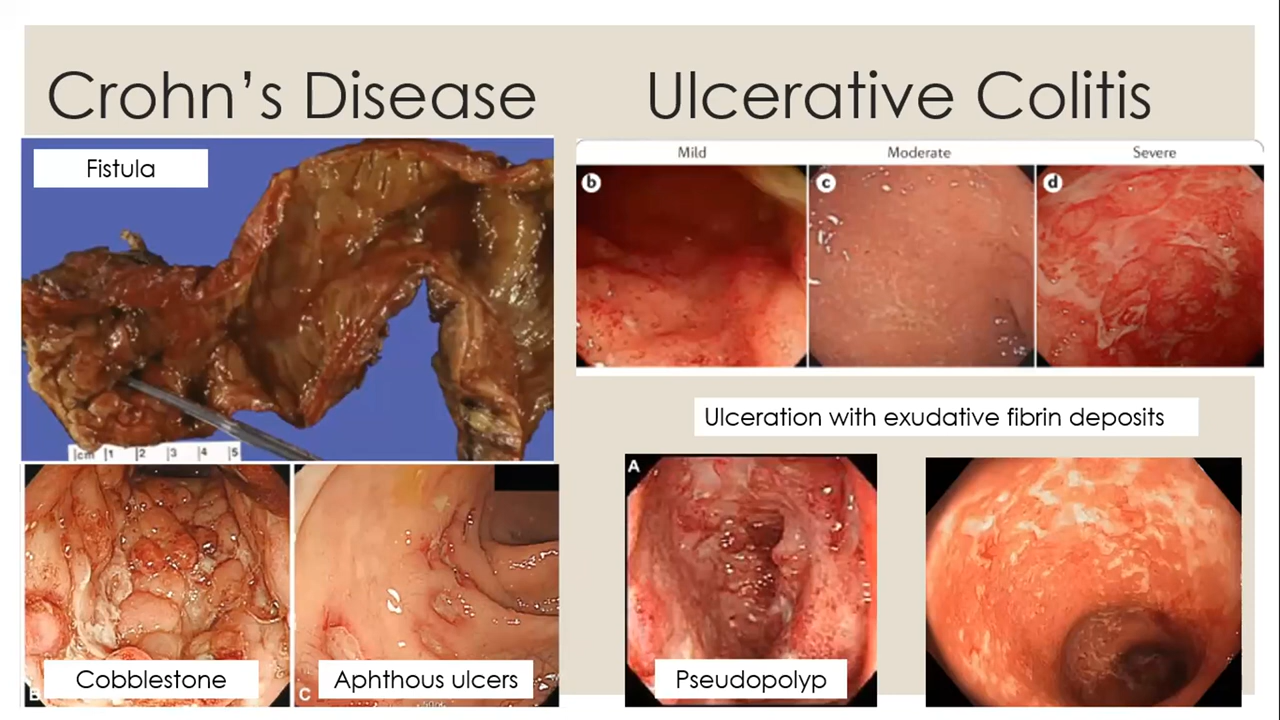 Crohn's Disease
Ulcerative Colitis
Fistula
cm 1 2 3 4 5
Cobblestone
Aphthous ulcers
C
Mild
Moderate
Severe
b
c
d
Ulceration with exudative fibrin deposits
A
Pseudopolyp